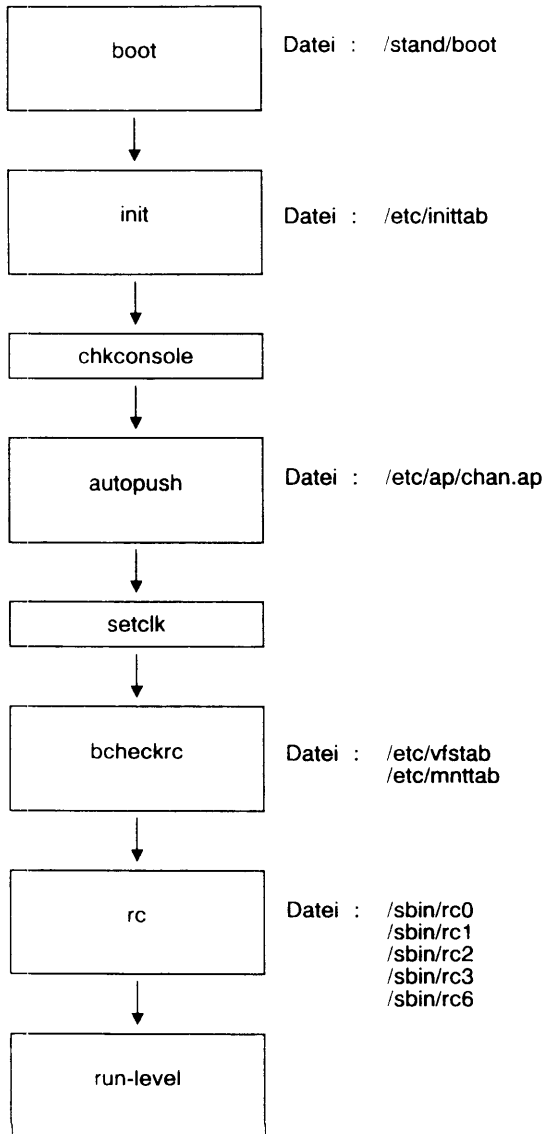 boot
Datei : /stand/boot
init
Datei : /etc/inittab
chkconsole
autopush
Datei : /etc/ap/chan.ap
setclk
bcheckrc
Datei : /etc/vfstab
/etc/mnttab
rc
Datei : /sbin/rc0
/sbin/rc1
/sbin/rc2
/sbin/rc3
/sbin/rc6
run-level